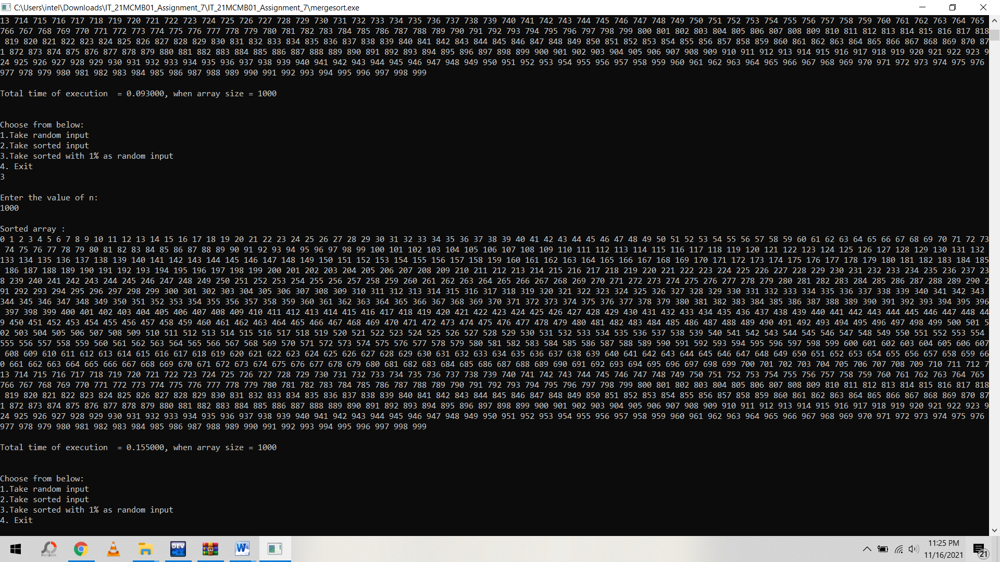 C:\Users\intel\Downloads\IT_21MCMB01_Assignment_7\IT_21MCMB01_Assignment_7\mergesort.exe
13 714 715 716 717 718 719 720 721 722 723 724 725 726 727 728 729 730 731 732 733 734 735 736 737 738 739 740 741 742 743 744 745 746 747 748 749 750 751 752 753 754 755 756 757 758 759 760 761 762 763 764 765
766 767 768 769 770 771 772 773 774 775 776 777 778 779 780 781 782 783 784 785 786 787 788 789 790 791 792 793 794 795 796 797 798 799 800 801 802 803 804 805 806 807 808 809 810 811 812 813 814 815 816 817 818
819 820 821 822 823 824 825 826 827 828 829 830 831 832 833 834 835 836 837 838 839 840 841 842 843 844 845 846 847 848 849 850 851 852 853 854 855 856 857 858 859 860 861 862 863 864 865 866 867 868 869 870 87
1 872 873 874 875 876 877 878 879 880 881 882 883 884 885 886 887 888 889 890 891 892 893 894 895 896 897 898 899 900 901 902 903 904 905 906 907 908 909 910 911 912 913 914 915 916 917 918 919 920 921 922 923 9
24 925 926 927 928 929 930 931 932 933 934 935 936 937 938 939 940 941 942 943 944 945 946 947 948 949 950 951 952 953 954 955 956 957 958 959 960 961 962 963 964 965 966 967 968 969 970 971 972 973 974 975 976
977 978 979 980 981 982 983 984 985 986 987 988 989 990 991 992 993 994 995 996 997 998 999
Total time of execution  = 0.093000, when array size = 1000
Choose from below:
1.Take random input
2.Take sorted input
3.Take sorted with 1% as random input
4. Exit
3
Enter the value of n:
1000
Sorted array :
0 1 2 3 4 5 6 7 8 9 10 11 12 13 14 15 16 17 18 19 20 21 22 23 24 25 26 27 28 29 30 31 32 33 34 35 36 37 38 39 40 41 42 43 44 45 46 47 48 49 50 51 52 53 54 55 56 57 58 59 60 61 62 63 64 65 66 67 68 69 70 71 72 73
74 75 76 77 78 79 80 81 82 83 84 85 86 87 88 89 90 91 92 93 94 95 96 97 98 99 100 101 102 103 104 105 106 107 108 109 110 111 112 113 114 115 116 117 118 119 120 121 122 123 124 125 126 127 128 129 130 131 132
133 134 135 136 137 138 139 140 141 142 143 144 145 146 147 148 149 150 151 152 153 154 155 156 157 158 159 160 161 162 163 164 165 166 167 168 169 170 171 172 173 174 175 176 177 178 179 180 181 182 183 184 185
186 187 188 189 190 191 192 193 194 195 196 197 198 199 200 201 202 203 204 205 206 207 208 209 210 211 212 213 214 215 216 217 218 219 220 221 222 223 224 225 226 227 228 229 230 231 232 233 234 235 236 237 23
8 239 240 241 242 243 244 245 246 247 248 249 250 251 252 253 254 255 256 257 258 259 260 261 262 263 264 265 266 267 268 269 270 271 272 273 274 275 276 277 278 279 280 281 282 283 284 285 286 287 288 289 290 2
91 292 293 294 295 296 297 298 299 300 301 302 303 304 305 306 307 308 309 310 311 312 313 314 315 316 317 318 319 320 321 322 323 324 325 326 327 328 329 330 331 332 333 334 335 336 337 338 339 340 341 342 343
344 345 346 347 348 349 350 351 352 353 354 355 356 357 358 359 360 361 362 363 364 365 366 367 368 369 370 371 372 373 374 375 376 377 378 379 380 381 382 383 384 385 386 387 388 389 390 391 392 393 394 395 396
397 398 399 400 401 402 403 404 405 406 407 408 409 410 411 412 413 414 415 416 417 418 419 420 421 422 423 424 425 426 427 428 429 430 431 432 433 434 435 436 437 438 439 440 441 442 443 444 445 446 447 448 44
9 450 451 452 453 454 455 456 457 458 459 460 461 462 463 464 465 466 467 468 469 470 471 472 473 474 475 476 477 478 479 480 481 482 483 484 485 486 487 488 489 490 491 492 493 494 495 496 497 498 499 500 501 5
02 503 504 505 506 507 508 509 510 511 512 513 514 515 516 517 518 519 520 521 522 523 524 525 526 527 528 529 530 531 532 533 534 535 536 537 538 539 540 541 542 543 544 545 546 547 548 549 550 551 552 553 554
555 556 557 558 559 560 561 562 563 564 565 566 567 568 569 570 571 572 573 574 575 576 577 578 579 580 581 582 583 584 585 586 587 588 589 590 591 592 593 594 595 596 597 598 599 600 601 602 603 604 605 606 607
608 609 610 611 612 613 614 615 616 617 618 619 620 621 622 623 624 625 626 627 628 629 630 631 632 633 634 635 636 637 638 639 640 641 642 643 644 645 646 647 648 649 650 651 652 653 654 655 656 657 658 659 66
0 661 662 663 664 665 666 667 668 669 670 671 672 673 674 675 676 677 678 679 680 681 682 683 684 685 686 687 688 689 690 691 692 693 694 695 696 697 698 699 700 701 702 703 704 705 706 707 708 709 710 711 712 7
13 714 715 716 717 718 719 720 721 722 723 724 725 726 727 728 729 730 731 732 733 734 735 736 737 738 739 740 741 742 743 744 745 746 747 748 749 750 751 752 753 754 755 756 757 758 759 760 761 762 763 764 765
766 767 768 769 770 771 772 773 774 775 776 777 778 779 780 781 782 783 784 785 786 787 788 789 790 791 792 793 794 795 796 797 798 799 800 801 802 803 804 805 806 807 808 809 810 811 812 813 814 815 816 817 818
819 820 821 822 823 824 825 826 827 828 829 830 831 832 833 834 835 836 837 838 839 840 841 842 843 844 845 846 847 848 849 850 851 852 853 854 855 856 857 858 859 860 861 862 863 864 865 866 867 868 869 870 87
1 872 873 874 875 876 877 878 879 880 881 882 883 884 885 886 887 888 889 890 891 892 893 894 895 896 897 898 899 900 901 902 903 904 905 906 907 908 909 910 911 912 913 914 915 916 917 918 919 920 921 922 923 9
24 925 926 927 928 929 930 931 932 933 934 935 936 937 938 939 940 941 942 943 944 945 946 947 948 949 950 951 952 953 954 955 956 957 958 959 960 961 962 963 964 965 966 967 968 969 970 971 972 973 974 975 976
977 978 979 980 981 982 983 984 985 986 987 988 989 990 991 992 993 994 995 996 997 998 999
Total time of execution  = 0.155000, when array size = 1000
Choose from below:
1.Take random input
2.Take sorted input
3.Take sorted with 1% as random input
4. Exit
DEV
C++
W
11:25 PM
11/16/2021
21